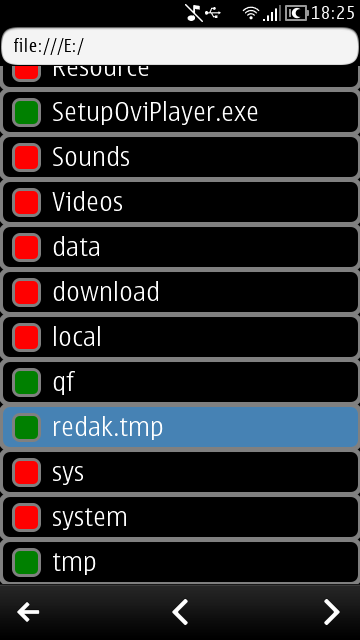 18:25
file:///E:/
Resource
SetupOviPlayer.exe
Sounds
Videos
data
download
local
qf
redak.tmp
sys
system
tmp